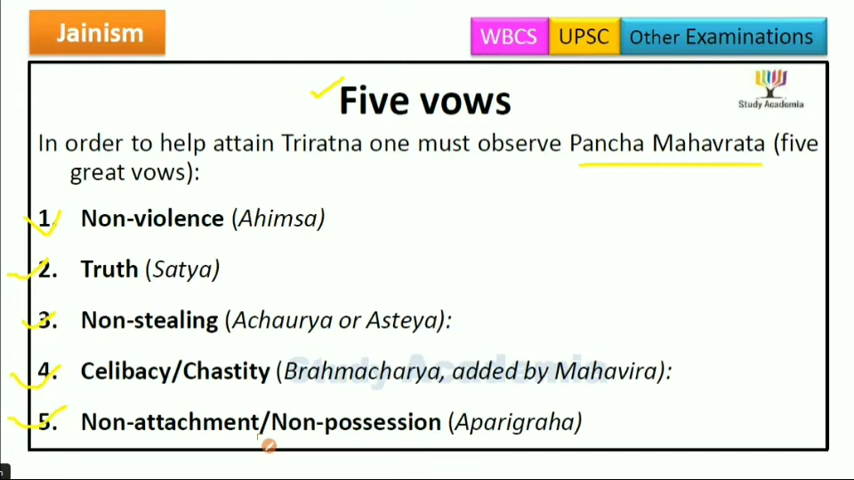 Jainism
WBCS UPSC Other Examinations
Study Academia
Five vows
In order to help attain Triratna one must observe Pancha Mahavrata (five
great vows):
1. Non-violence (Ahimsa)
2. Truth (Satya)
3. Non-stealing (Achaurya or Asteya):
4. Celibacy/Chastity (Brahmacharya, added by Mahavira):
Study Academia
5. Non-attachment/Non-possession (Aparigraha)